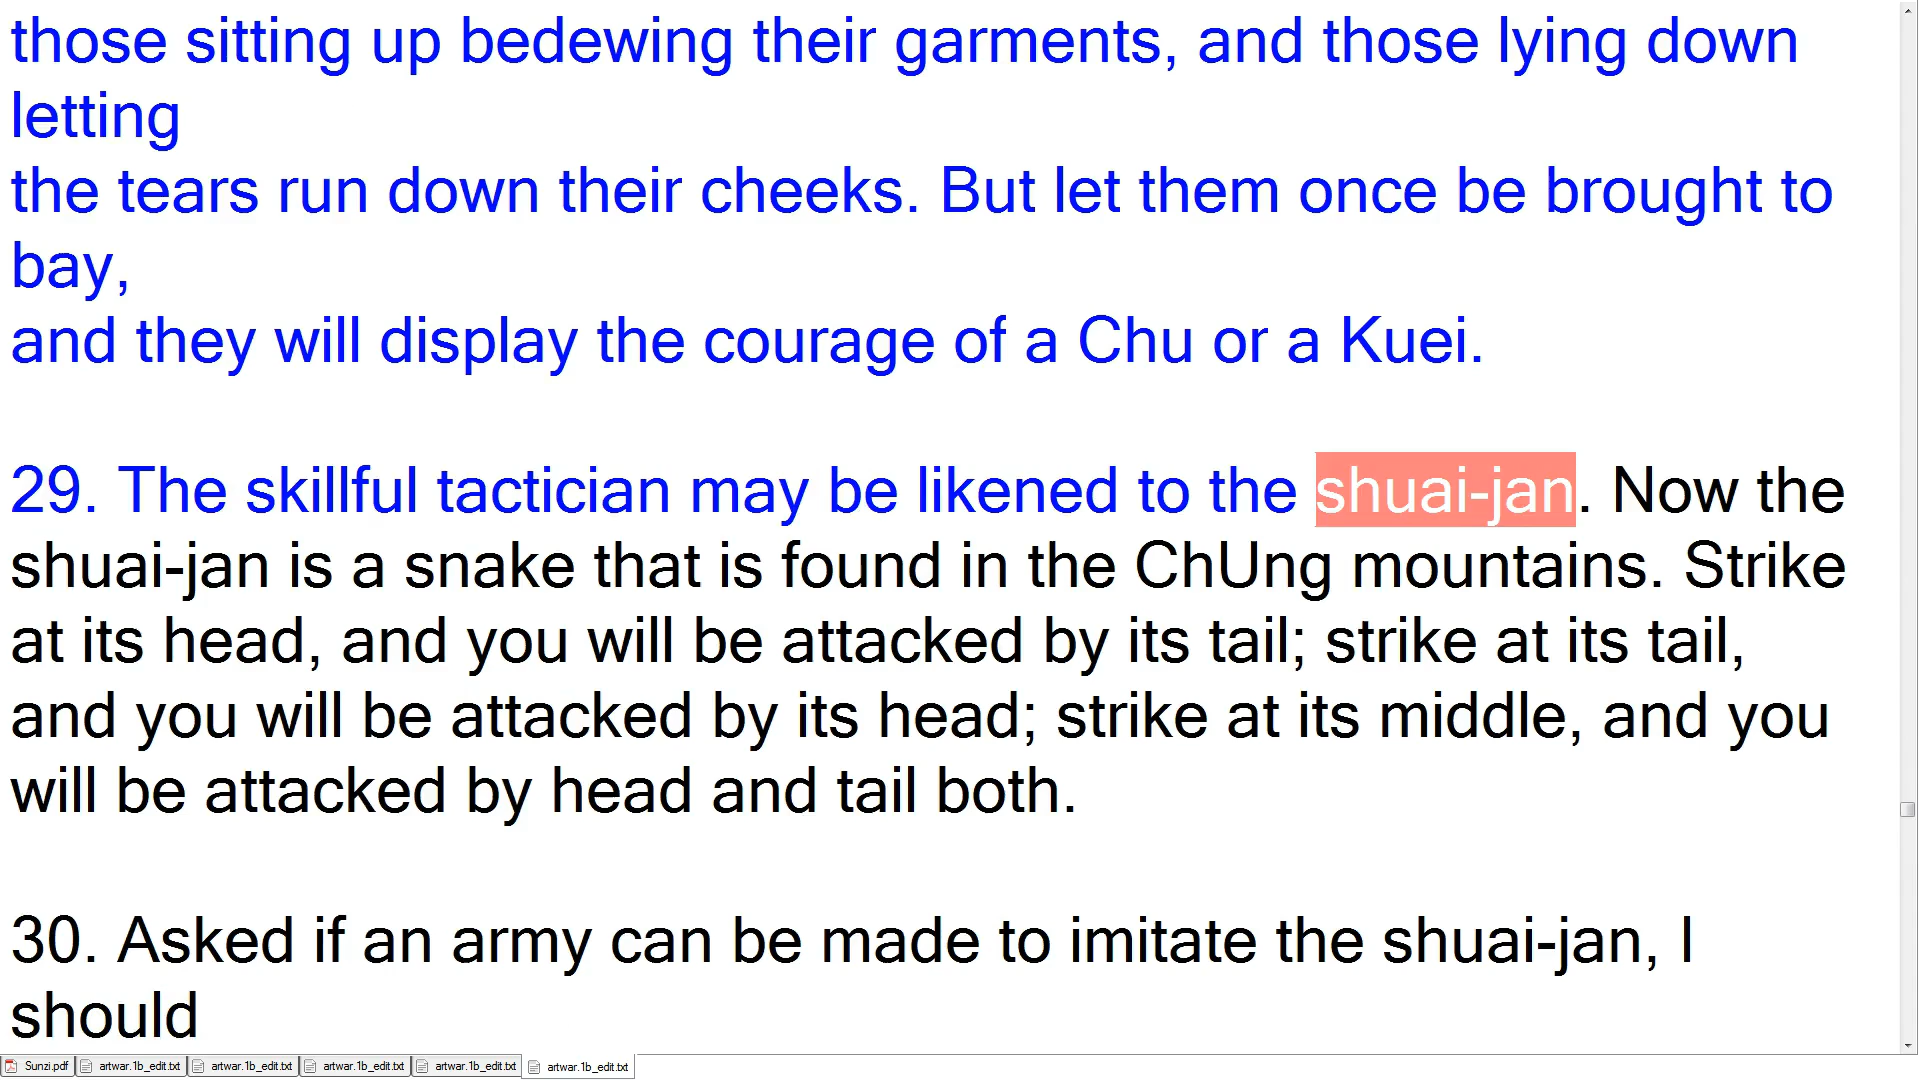 those sitting up bedewing their garments, and those lying down
letting
the tears run down their cheeks. But let them once be brought to
bay,
and they will display the courage of a Chu or a Kuei.
29. The skillful tactician may be likened to the shuai-jan. Now the
shuai-jan is a snake that is found in the ChUng mountains. Strike
at its head, and you will be attacked by its tail; strike at its tail,
and you will be attacked by its head; strike at its middle, and you
will be attacked by head and tail both.
30. Asked if an army can be made to imitate the shuai-jan, I
should
Sunzi.pdf artwar.1b_edit.txt artwar.1b_edit.txt artwar.1b_edit.txt artwar.1b_edit.txt artwar.1b_edit.txt